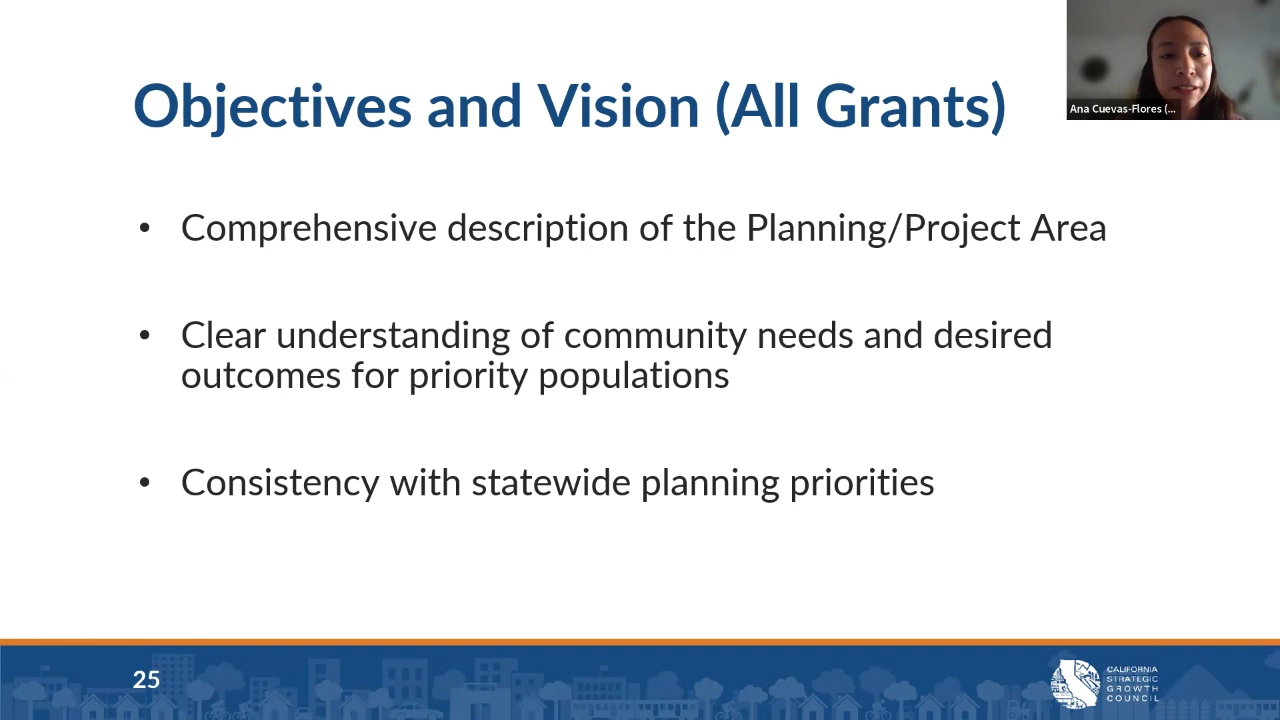 Objectives and Vision (All Grants)
Ana Cuevas-Flores (...
• Comprehensive description of the Planning/Project Area
• Clear understanding of community needs and desired
outcomes for priority populations
• Consistency with statewide planning priorities
25
CALIFORNIA
STRATEGIC
GROWTH
COUNCIL